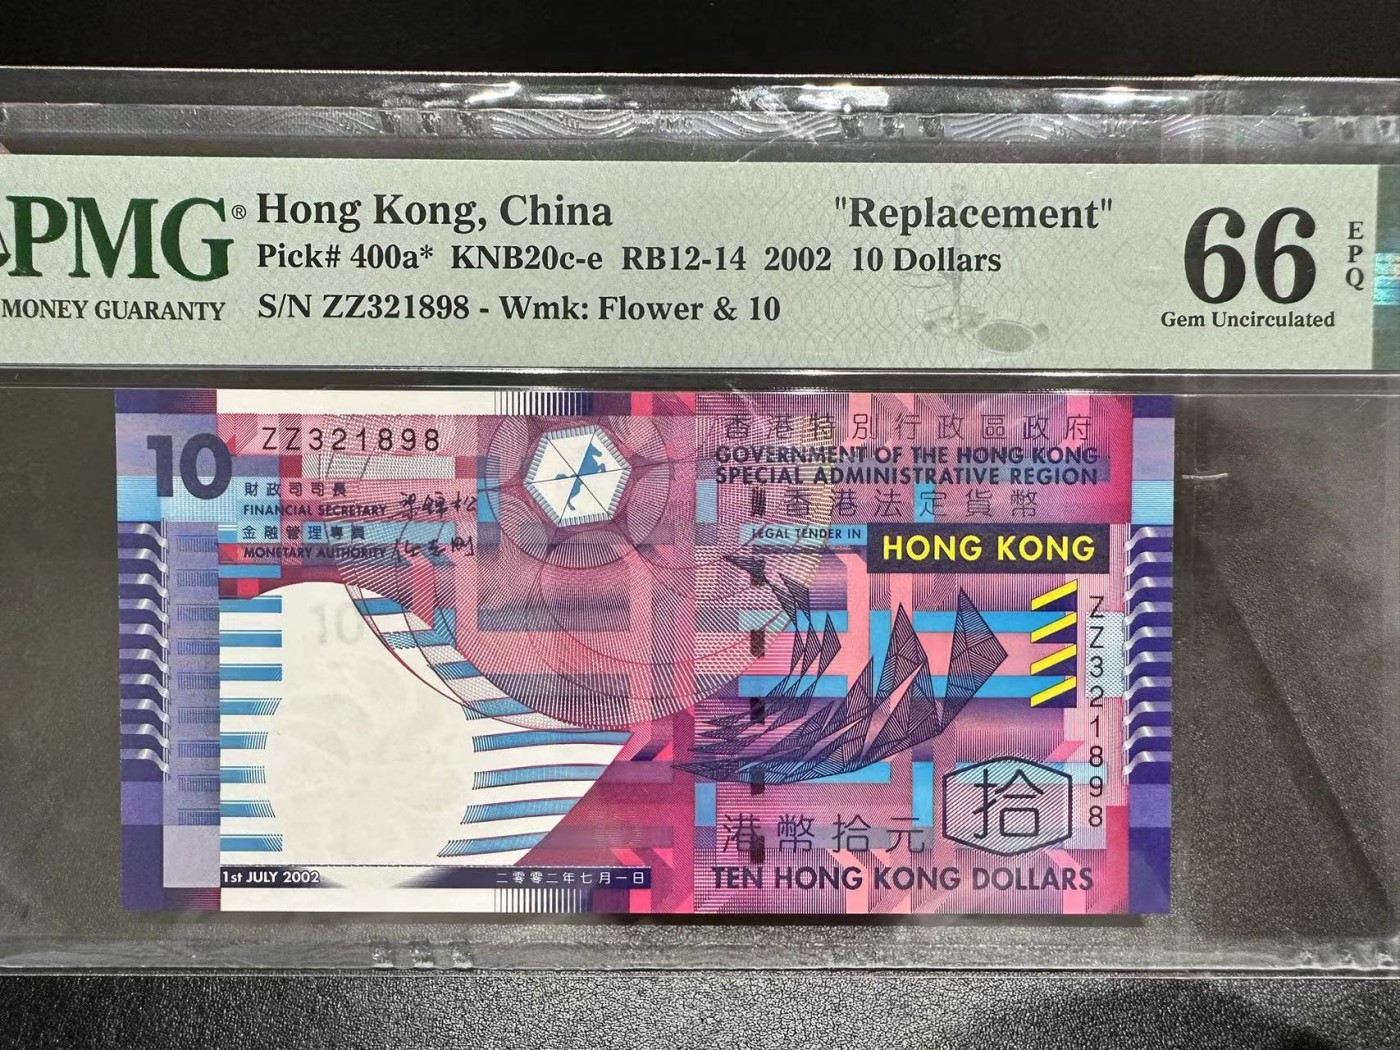 PMG® Hong Kong, China "Replacement" 66 EPQ
Pick# 400a* KNB20c-e RB12-14 2002 10 Dollars
MONEY GUARANTY S/N ZZ321898 - Wmk: Flower & 10 Gem Uncirculated
10 ZZ321898
財政司司長
FINANCIAL SECRETARY
金融管理專員
MONETARY AUTHORITY
10
香港特別行政區政府
GOVERNMENT OF THE HONG KONG
SPECIAL ADMINISTRATIVE REGION
香港法定貨幣
LEGAL TENDER IN HONG KONG
ZZ321898
拾
港幣拾元
TEN HONG KONG DOLLARS
1st JULY 2002
二零零二年七月一日